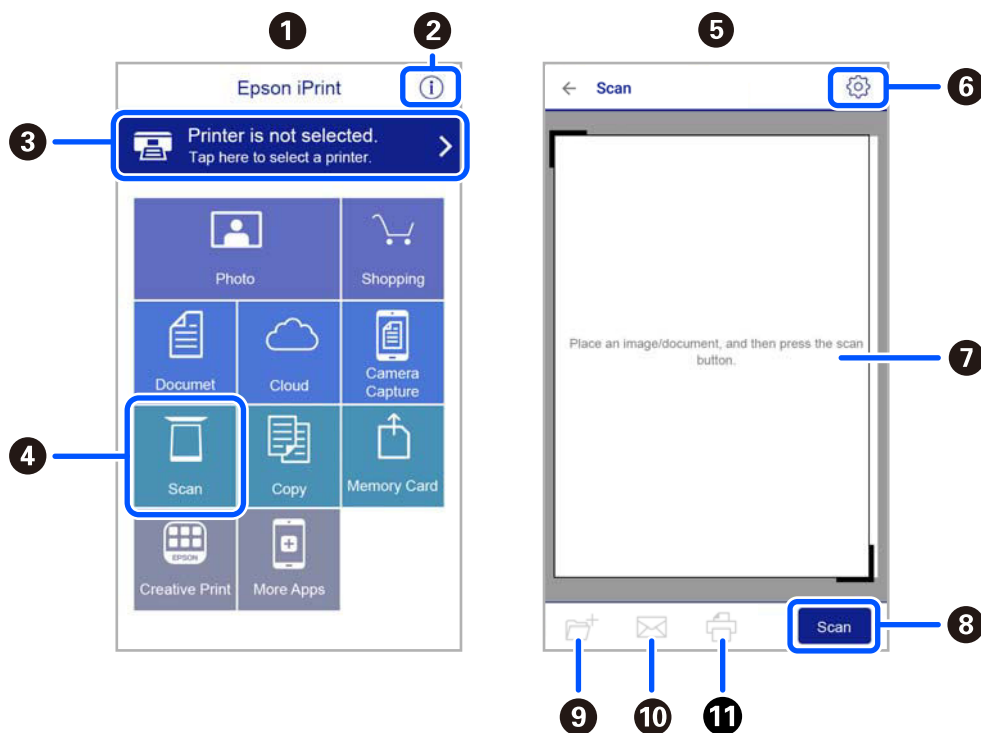 1
2
Epson iPrint
3
Printer is not selected.
Tap here to select a printer.
Photo
Shopping
Documet
Cloud
Camera
Capture
4
Scan
Copy
Memory Card
EPSON
Creative Print
More Apps
5
Scan
6
Place an image/document, and then press the scan
button.
7
Scan
8
9
10
11